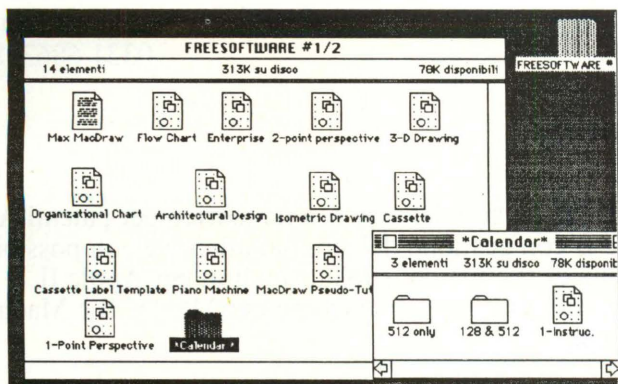 FREESOFTWARE #1/2
14 elementi 313K su disco 78K disponibili
FREESOFTWARE *
Max MacDraw Flow Chart Enterprise 2-point perspective 3-D Drawing
Organizational Chart Architectural Design Isometric Drawing Cassette
Cassette Label Template Piano Machine MacDraw Pseudo-Tut
1-Point Perspective *Calendar*
*Calendar*
3 elementi 313K su disco 78K disponib
512 only 128 & 512 1-Instruc.